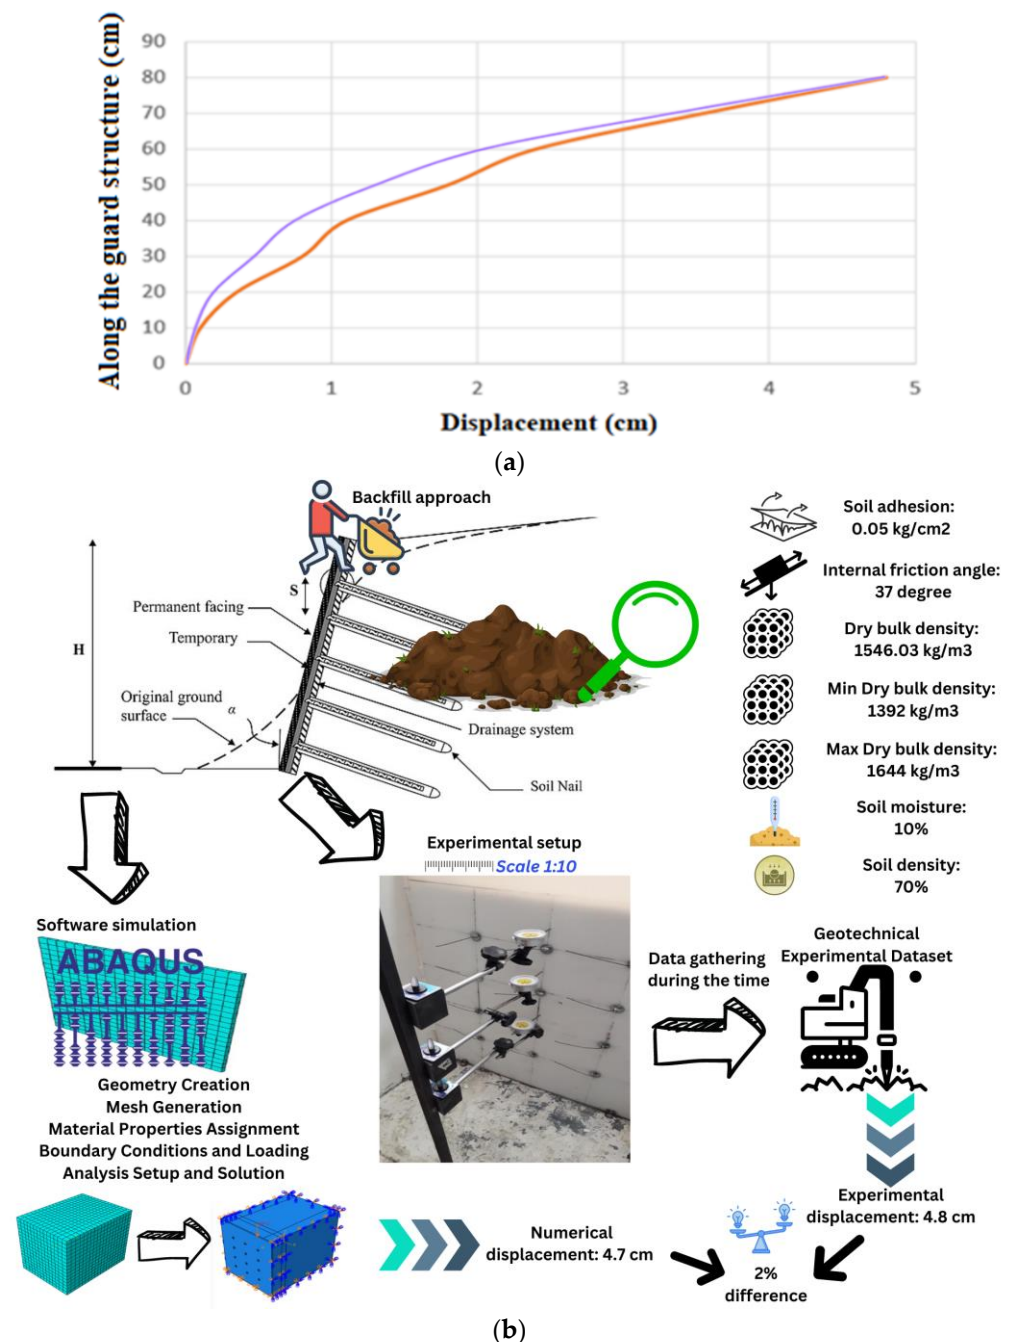 Along the guard structure (cm)
90
80
70
60
50
40
30
20
10
0
0 1 2 3 4 5
Displacement (cm)
(a)
Backfill approach
S
Permanent facing
Temporary
H
Original ground
surface
α
Drainage system
Soil Nail
Soil adhesion:
0.05 kg/cm2
Internal friction angle:
37 degree
Dry bulk density:
1546.03 kg/m3
Min Dry bulk density:
1392 kg/m3
Max Dry bulk density:
1644 kg/m3
Soil moisture:
10%
Soil density:
70%
Experimental setup
Scale 1:10
Software simulation
ABAQUS
Geometry Creation
Mesh Generation
Material Properties Assignment
Boundary Conditions and Loading
Analysis Setup and Solution
Data gathering
during the time
Geotechnical
Experimental Dataset
Experimental
displacement: 4.8 cm
Numerical
displacement: 4.7 cm
2%
difference
(b)